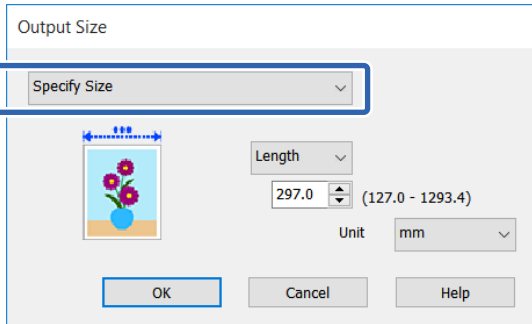 Output Size
Specify Size
Length
297.0 (127.0 - 1293.4)
Unit mm
OK Cancel Help